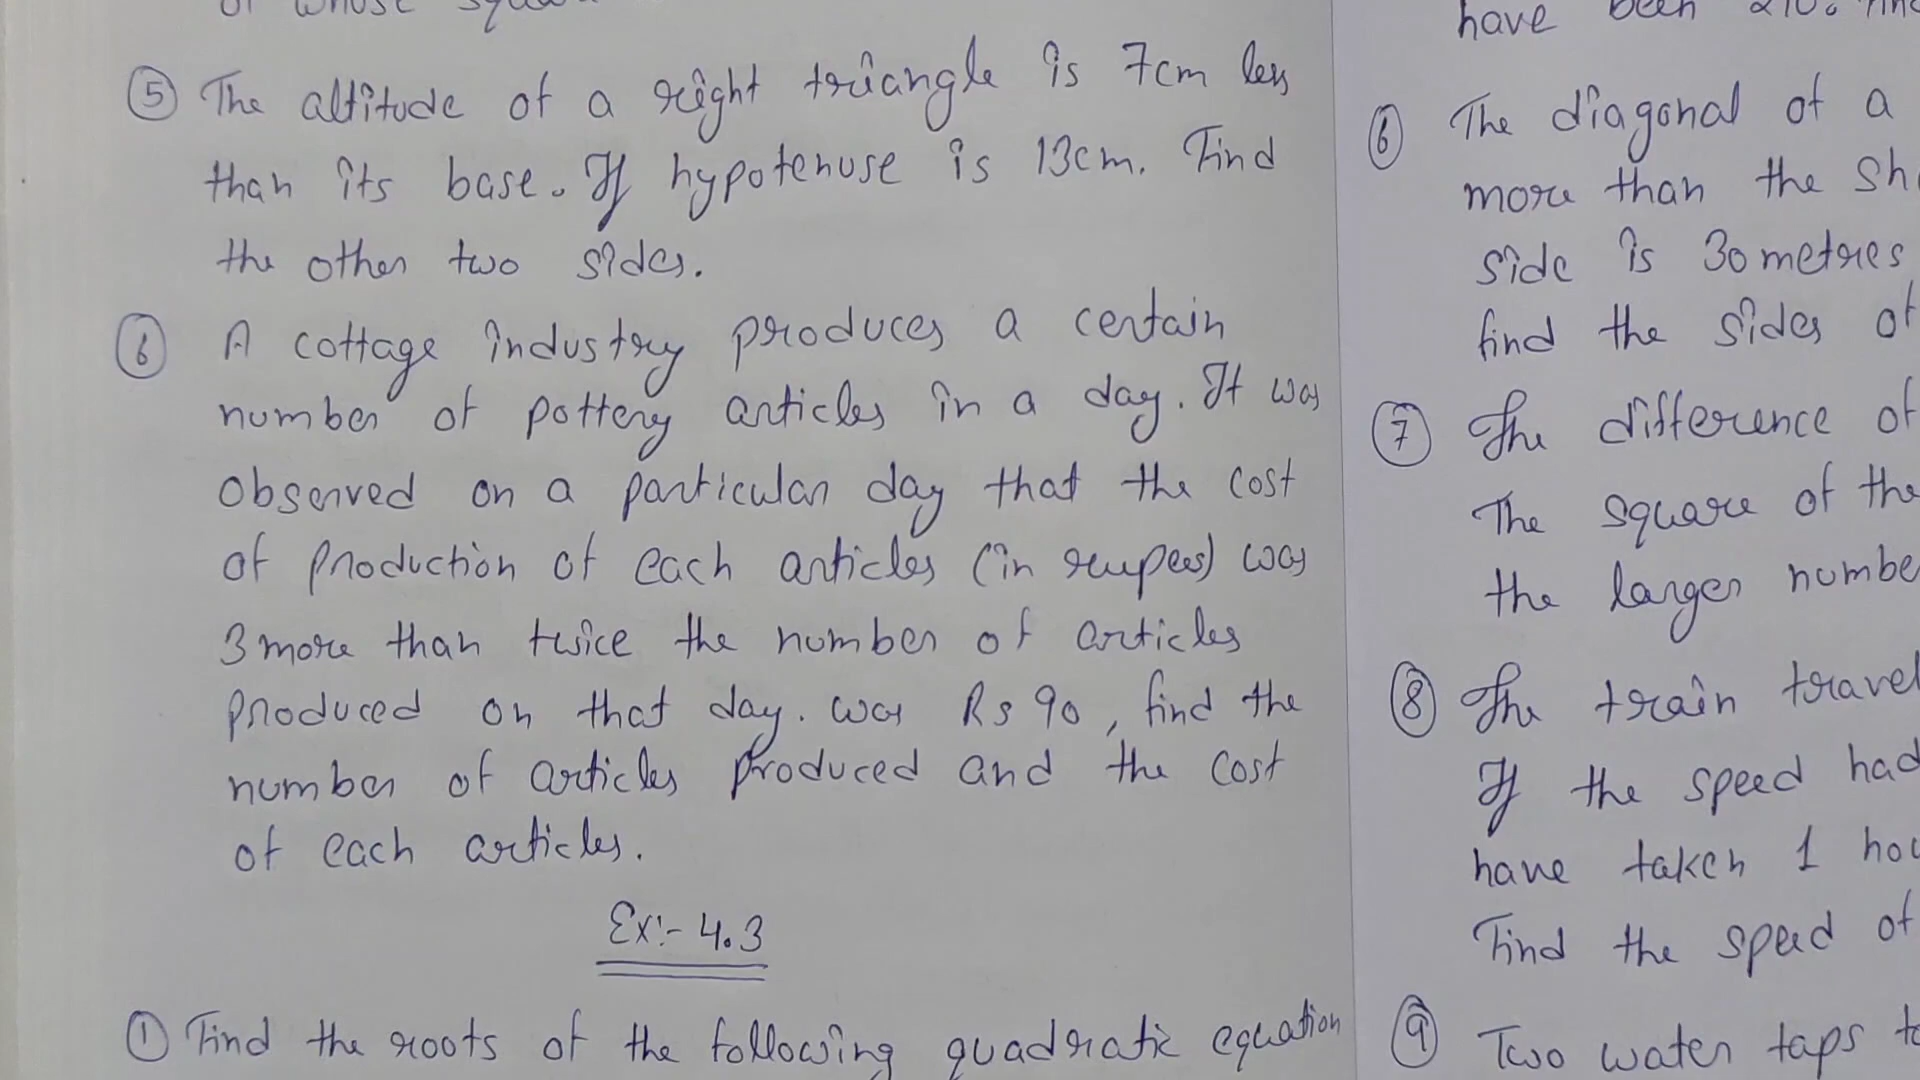 of whose
⑤ The altitude of a right triangle is 7cm less
than its base. If hypotenuse is 13cm. Find
the other two sides.
⑥ A cottage industry produces a certain
number of pottery articles in a day. It was
observed on a particular day that the cost
of production of each articles (in rupees) was
3 more than twice the number of articles
produced on that day. was Rs 90, find the
number of articles produced and the cost
of each articles.
Ex:- 4.3
① Find the roots of the following quadratic equation
have been
⑥ The diagonal of a
more than the
side is 30 metres
find the sides of
⑦ The difference of
The square of the
the larger
⑧ The train
If the speed had
have taken 1
Find the speed of
⑨ Two water taps